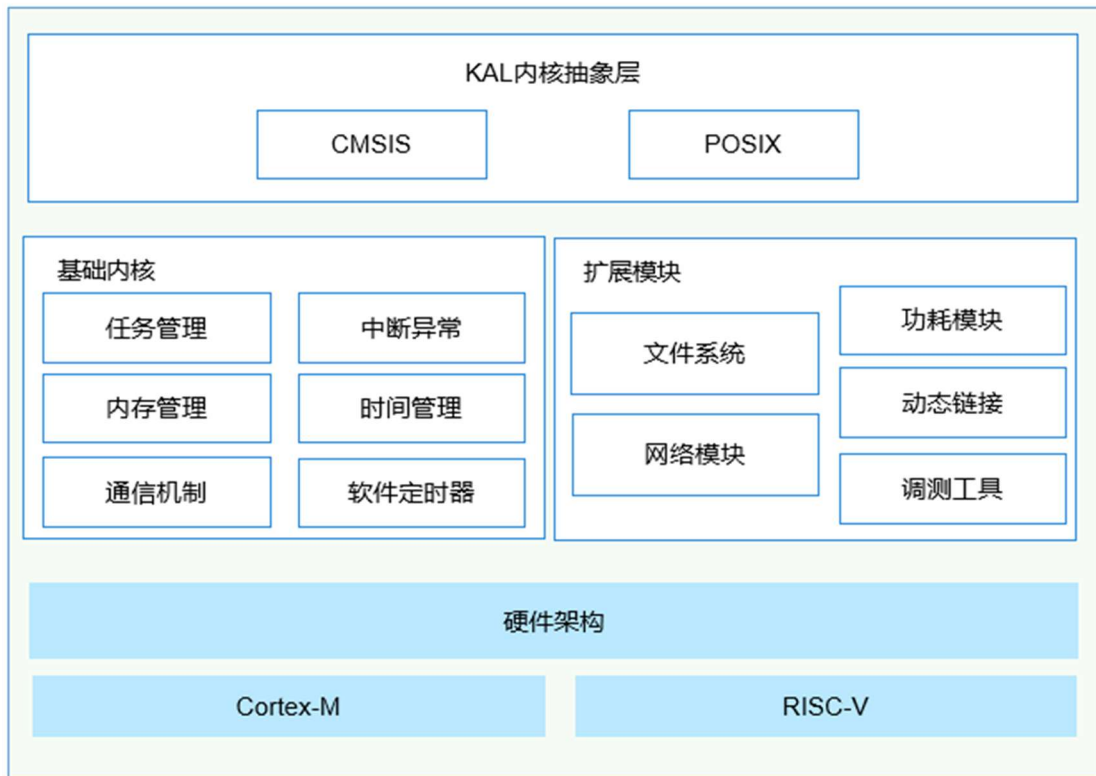 KAL内核抽象层
CMSIS
POSIX
基础内核
任务管理
中断异常
内存管理
时间管理
通信机制
软件定时器
扩展模块
文件系统
网络模块
功耗模块
动态链接
调测工具
硬件架构
Cortex-M
RISC-V